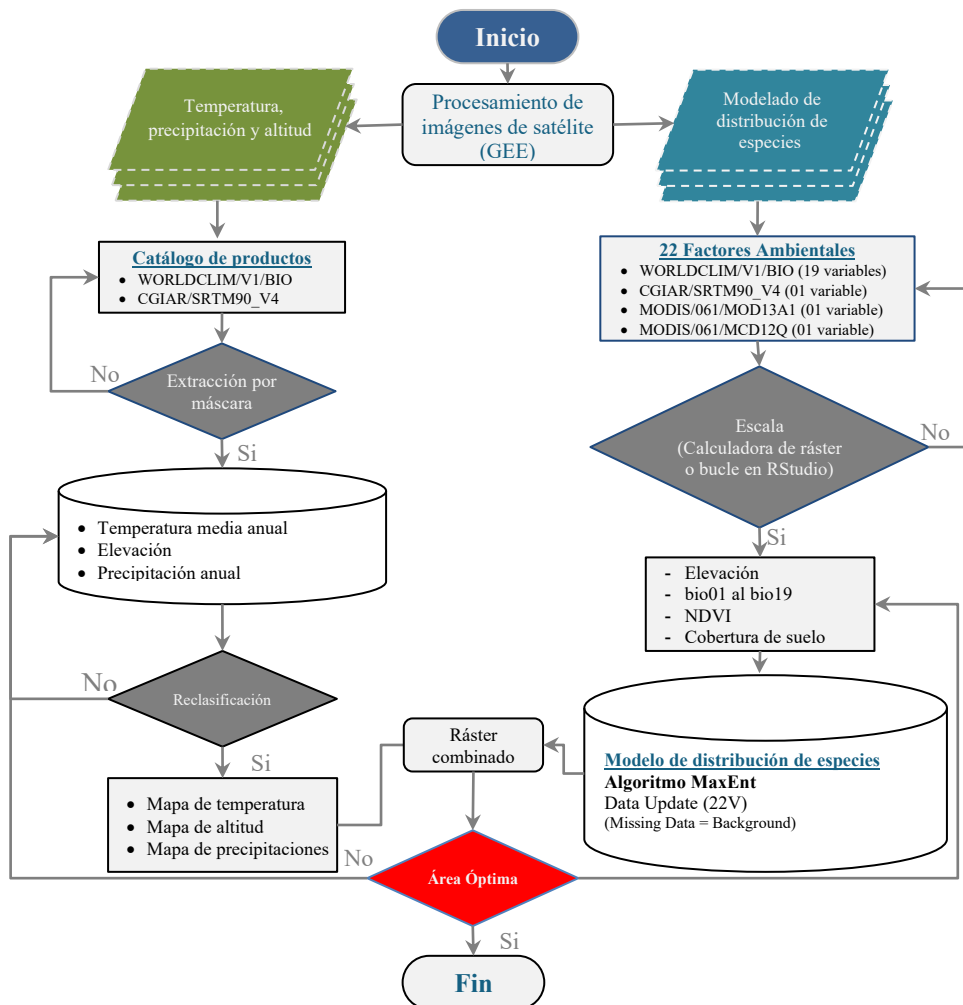 Inicio
Procesamiento de
imágenes de satélite
(GEE)
Temperatura,
precipitación y altitud
Modelado de
distribución de
especies
Catálogo de productos
• WORLDCLIM/V1/BIO
• CGIAR/SRTM90_V4
22 Factores Ambientales
• WORLDCLIM/V1/BIO (19 variables)
• CGIAR/SRTM90_V4 (01 variable)
• MODIS/061/MOD13A1 (01 variable)
• MODIS/061/MCD12Q (01 variable)
No
Extracción por
máscara
Si
Escala
(Calculadora de ráster
o bucle en RStudio)
No
Si
• Temperatura media anual
• Elevación
• Precipitación anual
- Elevación
- bio01 al bio19
- NDVI
- Cobertura de suelo
No
Reclasificación
Si
Ráster
combinado
Modelo de distribución de especies
Algoritmo MaxEnt
Data Update (22V)
(Missing Data = Background)
• Mapa de temperatura
• Mapa de altitud
• Mapa de precipitaciones
No
Área Óptima
Si
Fin